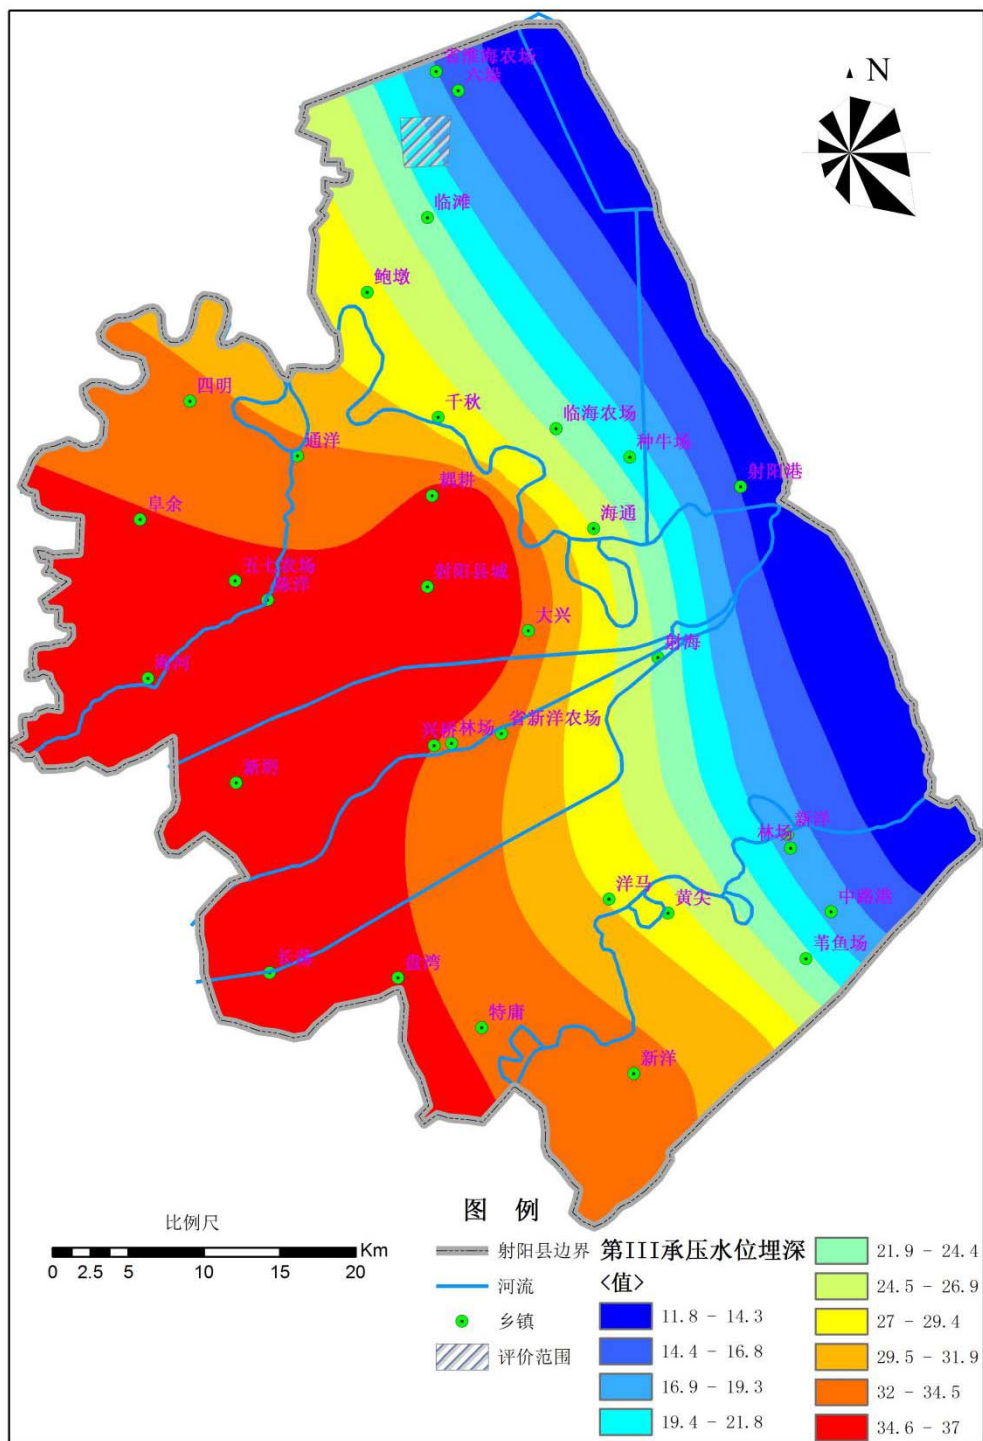 N
省淮海农场
六垛
临滩
鲍墩
四明
千秋
临海农场
通洋
种牛场
射阳港
耦耕
阜余
海通
五七农场
陈洋
射阳县城
大兴
射海
海河
省新洋农场
兴桥
林场
新坍
新洋
林场
洋马
黄尖
中路港
苇鱼场
长荡
盘湾
特庸
新洋
图 例
比例尺
Km
0 2.5 5 10 15 20
射阳县边界
河流
乡镇
评价范围
第III承压水位埋深
<值>
11.8 - 14.3
14.4 - 16.8
16.9 - 19.3
19.4 - 21.8
21.9 - 24.4
24.5 - 26.9
27 - 29.4
29.5 - 31.9
32 - 34.5
34.6 - 37